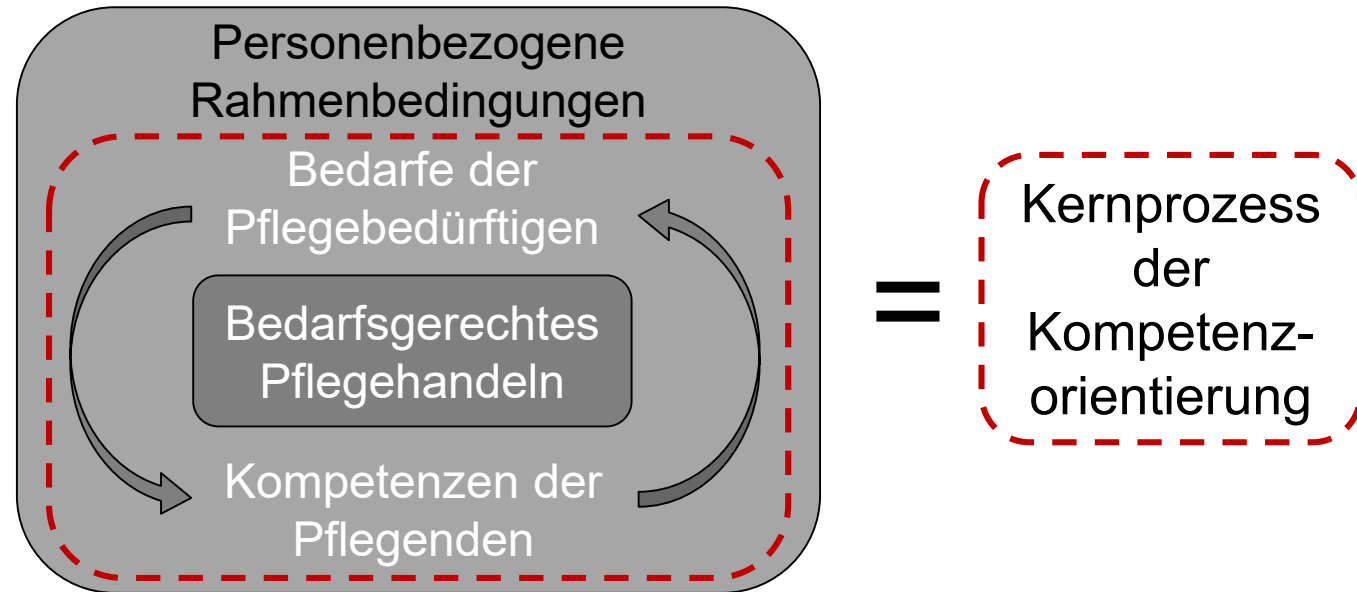 Personenbezogene
Rahmenbedingungen
Bedarfe der
Pflegebedürftigen
Bedarfsgerechtes
Pflegehandeln
Kompetenzen der
Pflegenden
=
Kernprozess
der
Kompetenz-
orientierung